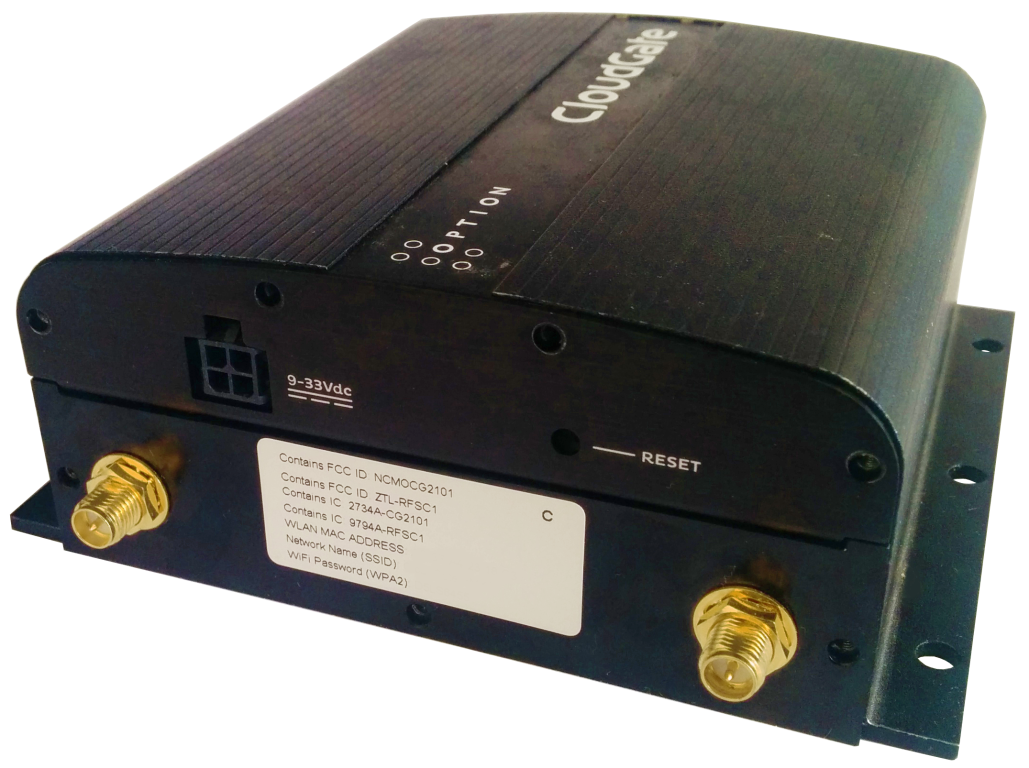 CloudGate
OPTION
9-33Vdc
RESET
Contains FCC ID NCMOCG2101
Contains FCC ID ZTL-RFSC1
Contains IC 2734A-CG2101
Contains IC 9794A-RFSC1
WLAN MAC ADDRESS
Network Name (SSID)
WiFi Password (WPA2)
C